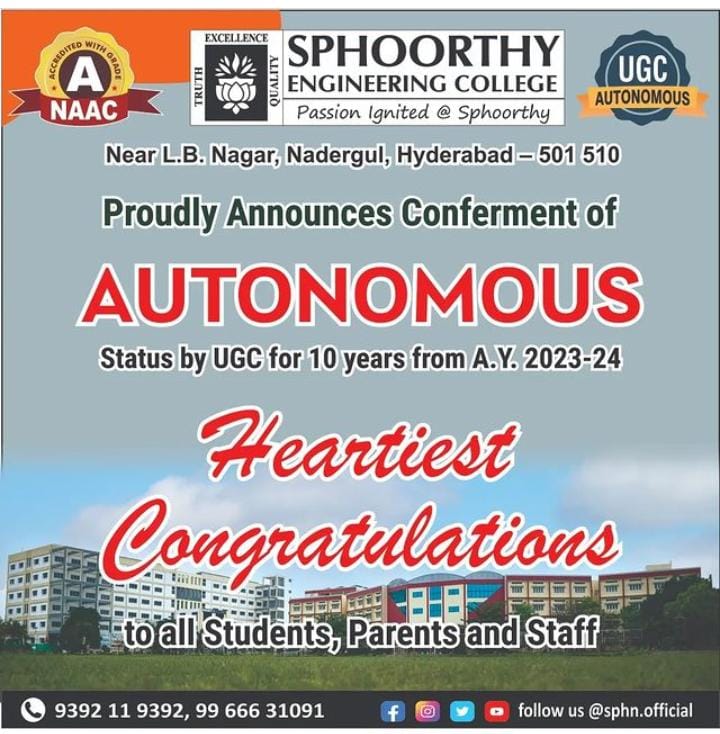 ACCREDITED WITH GRADE
A
NAAC
EXCELLENCE
TRUTH
QUALITY
SPHOORTHY
ENGINEERING COLLEGE
Passion Ignited @ Sphoorthy
UGC
AUTONOMOUS
Near L.B. Nagar, Nadergul, Hyderabad – 501 510
Proudly Announces Conferment of
AUTONOMOUS
Status by UGC for 10 years from A.Y. 2023-24
Heartiest
Congratulations
to all Students, Parents and Staff
9392 11 9392, 99 666 31091
follow us @sphn.official